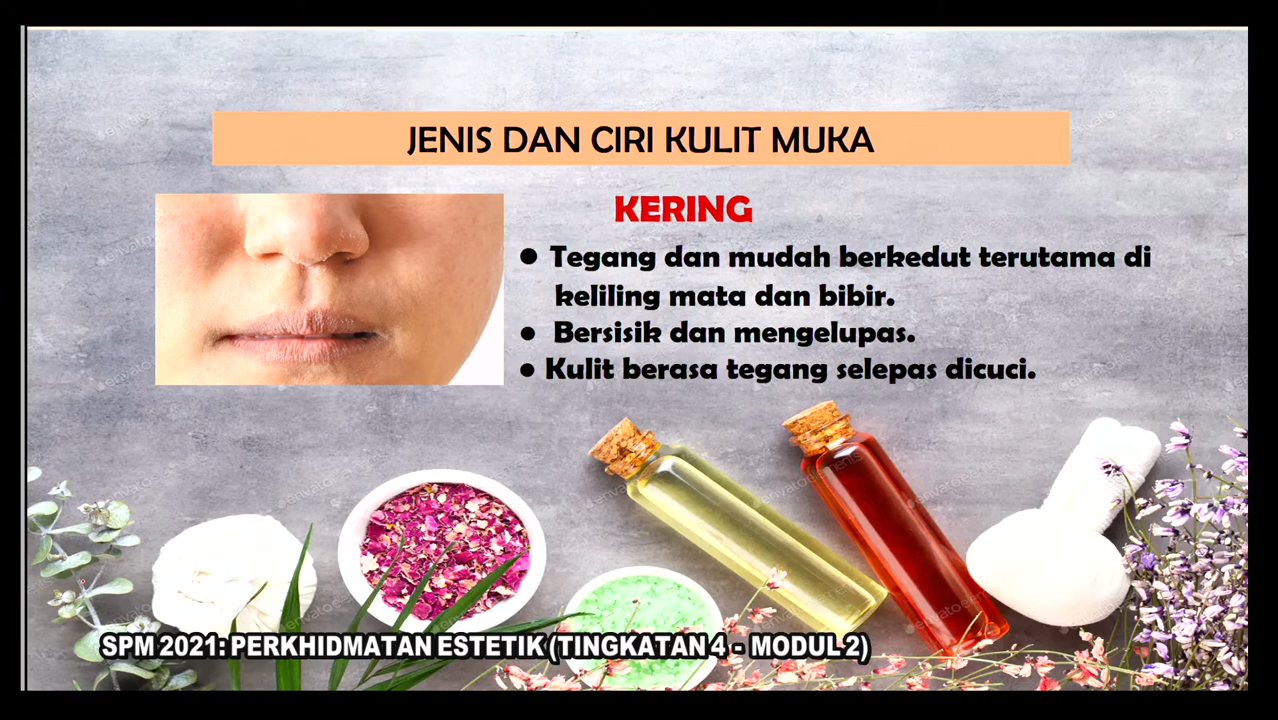 JENIS DAN CIRI KULIT MUKA
KERING
● Tegang dan mudah berkedut terutama di
keliling mata dan bibir.
● Bersisik dan mengelupas.
● Kulit berasa tegang selepas dicuci.
SPM 2021: PERKHIDMATAN ESTETIK (TINGKATAN 4 - MODUL 2)